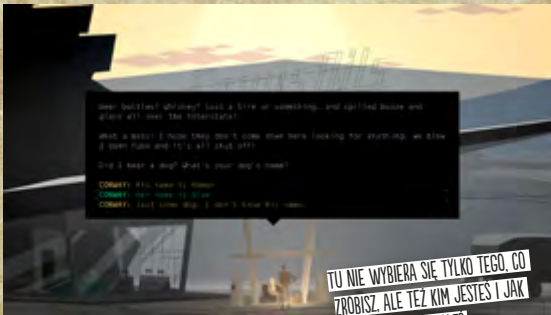 beer bottles? Whiskey? Lost a tire or something, and spilled booze and
glass all over the Interstate!
What a mess! I hope they don't come down here looking for anything. We blew
a damn fuse and it's all shut off!
Did I hear a dog? What's your dog's name?
CONWAY: His name is Homer.
CONWAY: Her name is Blue.
CONWAY: Just some dog. I don't know his name.
TU NIE WYBIERA SIĘ TYLKO TEGO, CO
ZROBISZ, ALE TEŻ KIM JESTEŚ I JAK